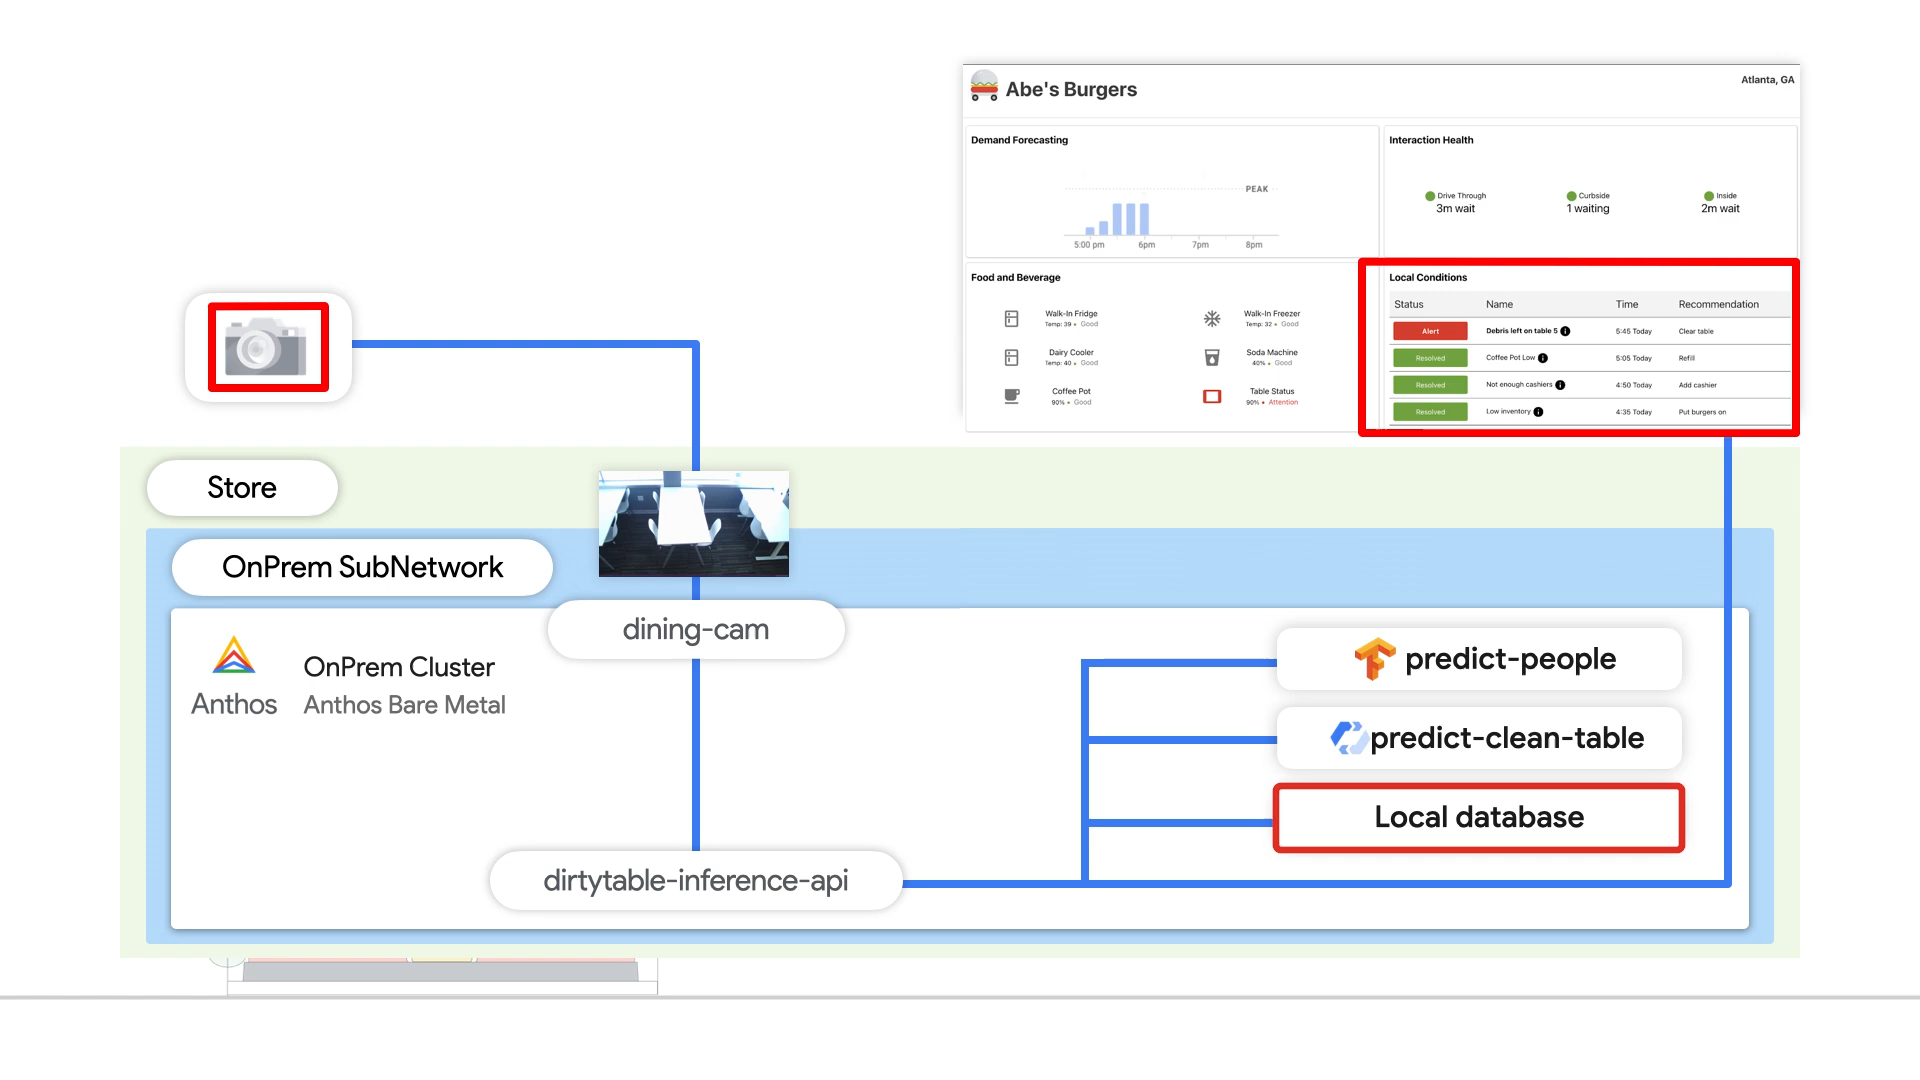 Abe's Burgers
Atlanta, GA
Demand Forecasting
PEAK
5:00 pm 6pm 7pm 8pm
Interaction Health
Drive Through
3m wait
Curbside
1 waiting
Inside
2m wait
Food and Beverage
Walk-In Fridge
Temp: 39 • Good
Walk-In Freezer
Temp: 32 • Good
Dairy Cooler
Temp: 40 • Good
Soda Machine
40% • Good
Coffee Pot
90% • Good
Table Status
90% • Attention
Local Conditions
Status Name Time Recommendation
Alert Debris left on table 5 5:45 Today Clear table
Resolved Coffee Pot Low 5:05 Today Refill
Resolved Not enough cashiers 4:50 Today Add cashier
Resolved Low inventory 4:35 Today Put burgers on
Store
OnPrem SubNetwork
dining-cam
Anthos
OnPrem Cluster
Anthos Bare Metal
predict-people
predict-clean-table
Local database
dirtytable-inference-api